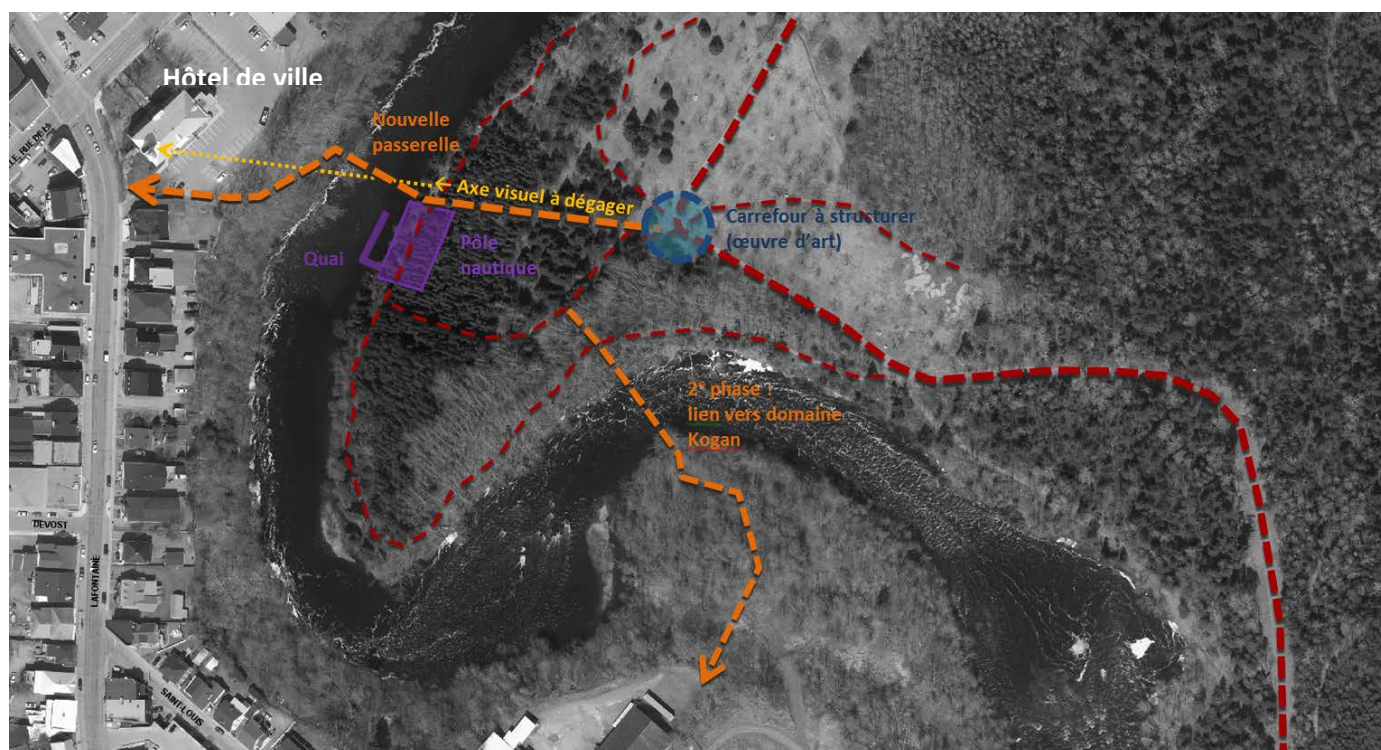 Hôtel de ville
Nouvelle
passerelle
← Axe visuel à dégager
Carrefour à structurer
(œuvre d'art)
Quai
Pôle
nautique
2e phase :
lien vers domaine
Kogan
DEVOST
LAFONTAINE
SAINT-LOUIS